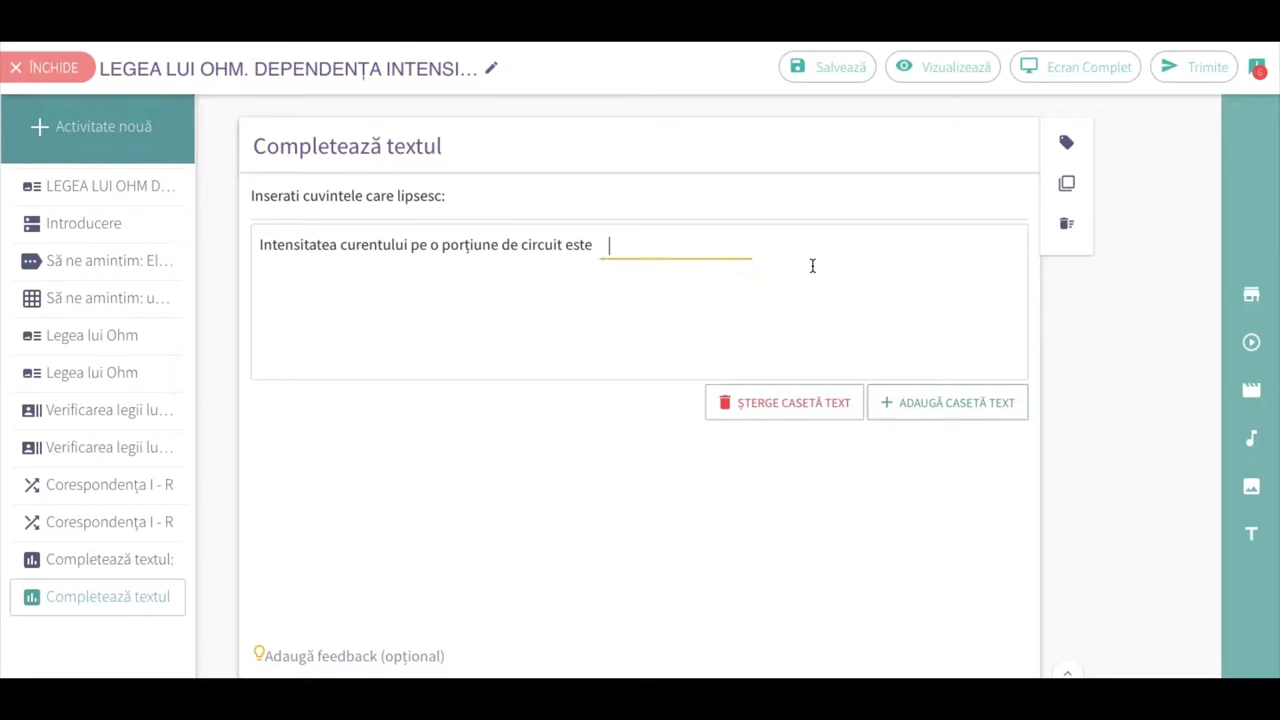 ÎNCHIDE
LEGEA LUI OHM. DEPENDENȚA INTENSI...
Salvează
Vizualizează
Ecran Complet
Trimite
6
Activitate nouă
LEGEA LUI OHM D...
Introducere
Să ne amintim: El...
Să ne amintim: u...
Legea lui Ohm
Legea lui Ohm
Verificarea legii lu...
Verificarea legii lu...
Corespondența I - R
Corespondența I - R
Completează textul:
Completează textul
Completează textul
Inserati cuvintele care lipsesc:
Intensitatea curentului pe o porțiune de circuit este
ȘTERGE CASETĂ TEXT
ADAUGĂ CASETĂ TEXT
Adaugă feedback (opțional)